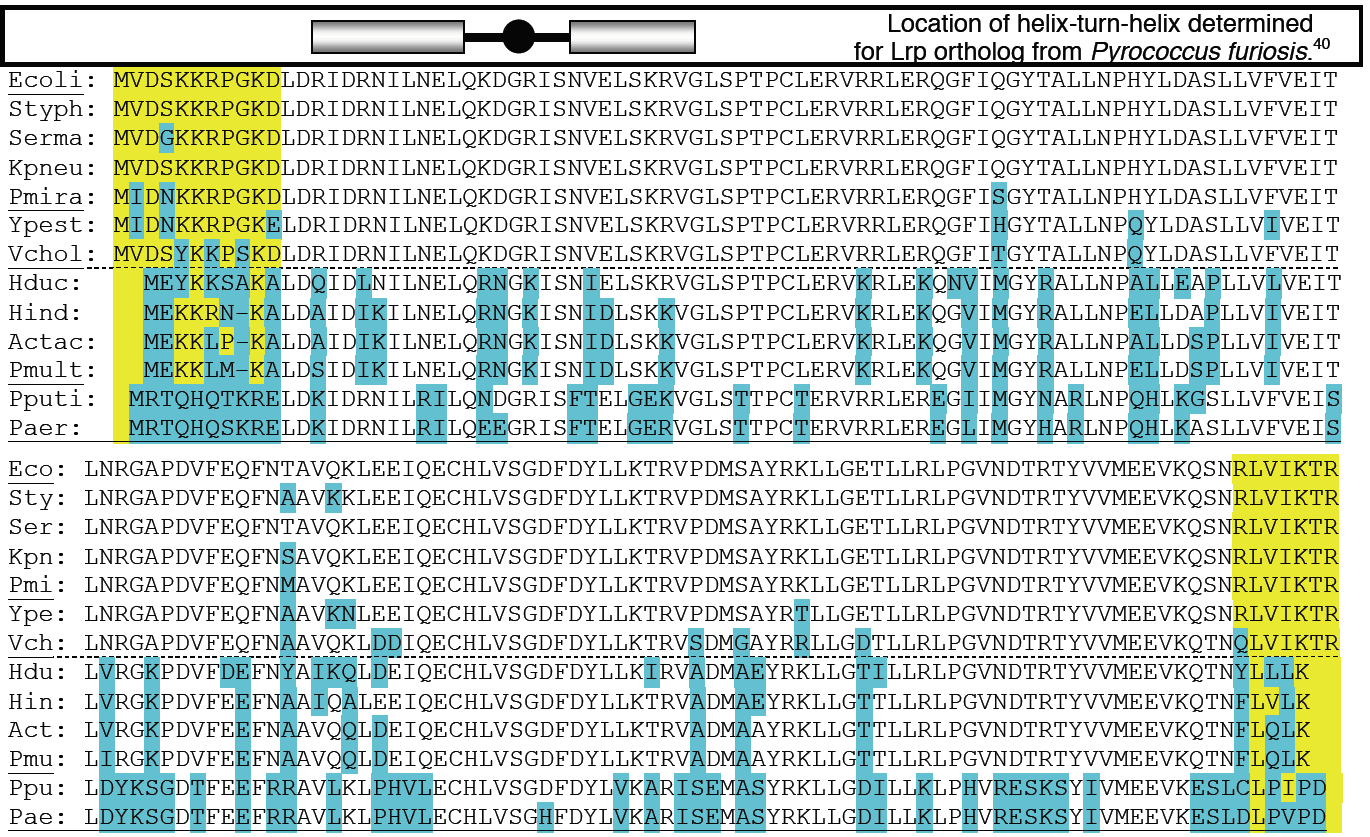 Location of helix-turn-helix determined
for Lrp ortholog from Pyrococcus furiosis.40
Ecoli: MVDSKKRPGKDLDRIDRNILNELQKDGRISNVELSKRVGLSPTPCLERVRRLERQGFIQGYTALLNPHYLDASLLVFVEIT
Styph: MVDSKKRPGKDLDRIDRNILNELQKDGRISNVELSKRVGLSPTPCLERVRRLERQGFIQGYTALLNPHYLDASLLVFVEIT
Serma: MVDGKKRPGKDLDRIDRNILNELQKDGRISNVELSKRVGLSPTPCLERVRRLERQGFIQGYTALLNPHYLDASLLVFVEIT
Kpneu: MVDSKKRPGKDLDRIDRNILNELQKDGRISNVELSKRVGLSPTPCLERVRRLERQGFIQGYTALLNPHYLDASLLVFVEIT
Pmira: MIDNKKRPGKDLDRIDRNILNELQKDGRISNVELSKRVGLSPTPCLERVRRLERQGFISGYTALLNPHYLDASLLVFVEIT
Ypest: MIDNKKRPGKELDRIDRNILNELQKDGRISNVELSKRVGLSPTPCLERVRRLERQGFIHGYTALLNPQYLDASLLVIVEIT
Vchol: MVDSYKKPSKDLDRIDRNILNELQKDGRISNVELSKRVGLSPTPCLERVRRLERQGFITGYTALLNPQYLDASLLVFVEIT
Hduc: MEYKKSAKALDQIDLNILNELQRNGKISNIELSKRVGLSPTPCLERVKRLEKQNVIMGYRALLNPALLEAPLLVLVEIT
Hind: MEKKRN-KALDAIDIKILNELQRNGKISNIDLSKKVGLSPTPCLERVKRLEKQGVIMGYRALLNPELLDAPLLVIVEIT
Actac: MEKKLP-KALDAIDIKILNELQRNGKISNIDLSKKVGLSPTPCLERVKRLEKQGVIMGYRALLNPALLDSPLLVIVEIT
Pmult: MEKKLM-KALDSIDIKILNELQRNGKISNIDLSKKVGLSPTPCLERVKRLEKQGVIMGYRALLNPELLDSPLLVIVEIT
Pputi: MRTQHQTKRELDKIDRNILRILQNDGRISFTELGEKVGLSTTPCTERVRRLEREGIIMGYNARLNPQHLKGSLLVFVEIS
Paer: MRTQHQSKRELDKIDRNILRILQEEGRISFTELGERVGLSTTPCTERVRRLEREGLIMGYHARLNPQHLKASLLVFVEIS
Eco: LNRGAPDVFEQFNTAVQKLEEIQECHLVSGDFDYLLKTRVPDMSAYRKLLGETLLRLPGVNDTRTYVVMEEVKQSNRLVIKTR
Sty: LNRGAPDVFEQFNAAVKKLEEIQECHLVSGDFDYLLKTRVPDMSAYRKLLGETLLRLPGVNDTRTYVVMEEVKQSNRLVIKTR
Ser: LNRGAPDVFEQFNTAVQKLEEIQECHLVSGDFDYLLKTRVPDMSAYRKLLGETLLRLPGVNDTRTYVVMEEVKQSNRLVIKTR
Kpn: LNRGAPDVFEQFNSAVQKLEEIQECHLVSGDFDYLLKTRVPDMSAYRKLLGETLLRLPGVNDTRTYVVMEEVKQSNRLVIKTR
Pmi: LNRGAPDVFEQFNMAVQKLEEIQECHLVSGDFDYLLKTRVPDMSAYRKLLGETLLRLPGVNDTRTYVVMEEVKQSNRLVIKTR
Ype: LNRGAPDVFEQFNAAVKNLEEIQECHLVSGDFDYLLKTRVPDMSAYRTLLGETLLRLPGVNDTRTYVVMEEVKQSNRLVIKTR
Vch: LNRGAPDVFEQFNAAVQKLDDIQECHLVSGDFDYLLKTRVSDMGAYRRLLGDTLLRLPGVNDTRTYVVMEEVKQTNQLVIKTR
Hdu: LVRGKPDVFDEFNYAIKQLDEIQECHLVSGDFDYLLKIRVADMAEYRKLLGTILLRLPGVNDTRTYVVMEEVKQTNYLLLK
Hin: LVRGKPDVFEEFNAAIQALEEIQECHLVSGDFDYLLKTRVADMAEYRKLLGTTLLRLPGVNDTRTYVVMEEVKQTNFLVLK
Act: LVRGKPDVFEEFNAAVQQLDEIQECHLVSGDFDYLLKTRVADMAAYRKLLGTTLLRLPGVNDTRTYVVMEEVKQTNFLQLK
Pmu: LIRGKPDVFEEFNAAVQQLDEIQECHLVSGDFDYLLKTRVADMAAYRKLLGTTLLRLPGVNDTRTYVVMEEVKQTNFLQLK
Ppu: LDYKSGDTFEEFRRAVLKLPHVLECHLVSGDFDYLVKARISEMASYRKLLGDILLKLPHVRESKSYIVMEEVKESLCLPIPD
Pae: LDYKSGDTFEEFRRAVLKLPHVLECHLVSGHFDYLVKARISEMASYRKLLGDILLKLPHVRESKSYIVMEEVKESLDLPVPD